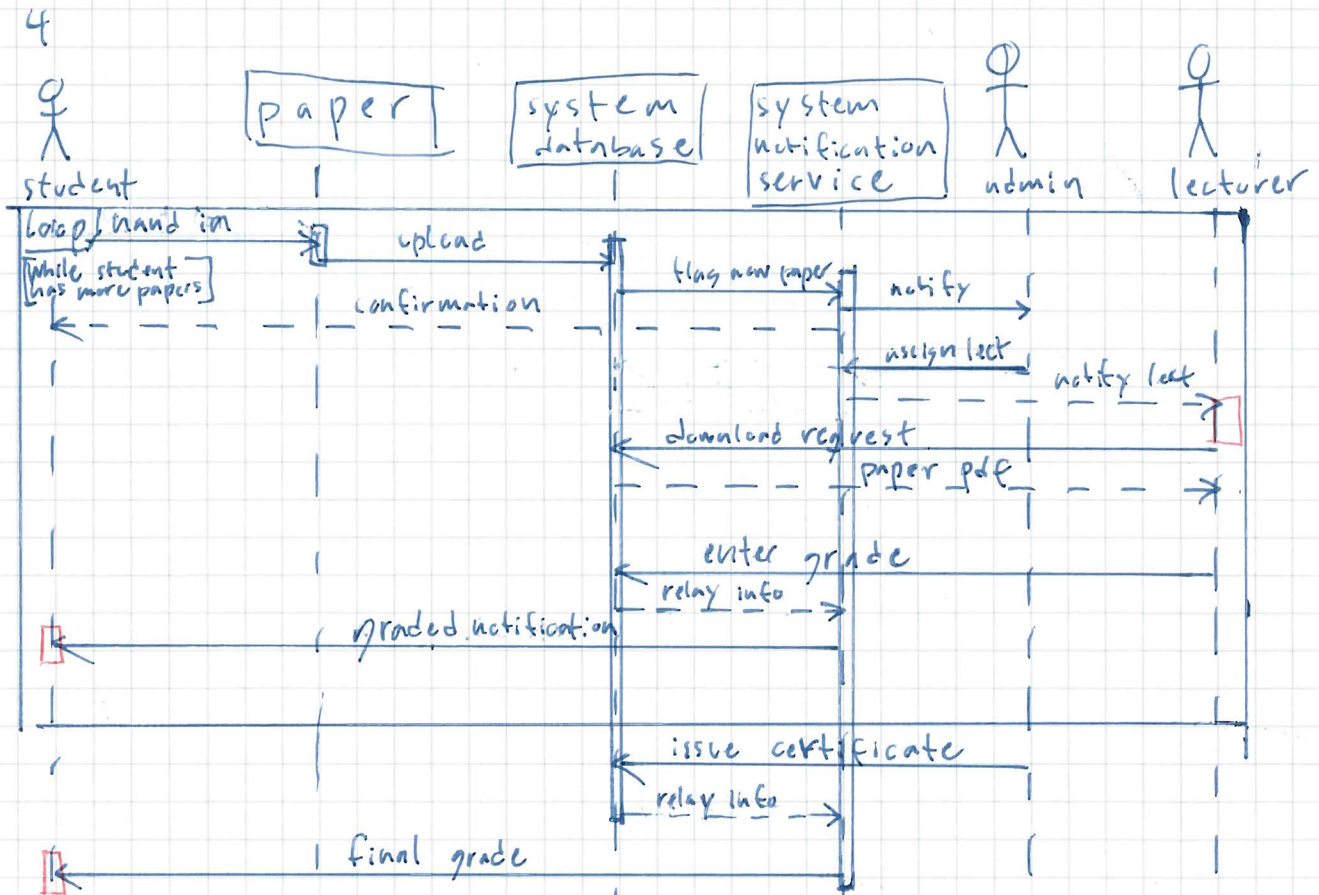 4
student
paper
system
database
system
notification
service
admin
lecturer
loop
hand in
[while student
has more papers]
upload
flag new paper
notify
confirmation
assign lect
notify lect
download request
paper pdf
enter grade
relay info
graded notification
issue certificate
relay info
final grade